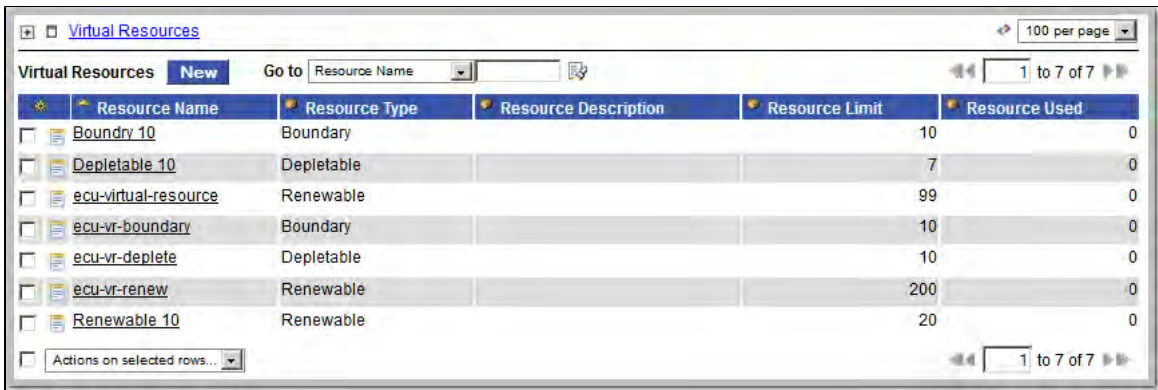 Virtual Resources 100 per page
Virtual Resources New Go to Resource Name 1 to 7 of 7
Resource Name Resource Type Resource Description Resource Limit Resource Used
Boundry 10 Boundary 10 0
Depletable 10 Depletable 7 0
ecu-virtual-resource Renewable 99 0
ecu-vr-boundary Boundary 10 0
ecu-vr-deplete Depletable 10 0
ecu-vr-renew Renewable 200 0
Renewable 10 Renewable 20 0
Actions on selected rows... 1 to 7 of 7